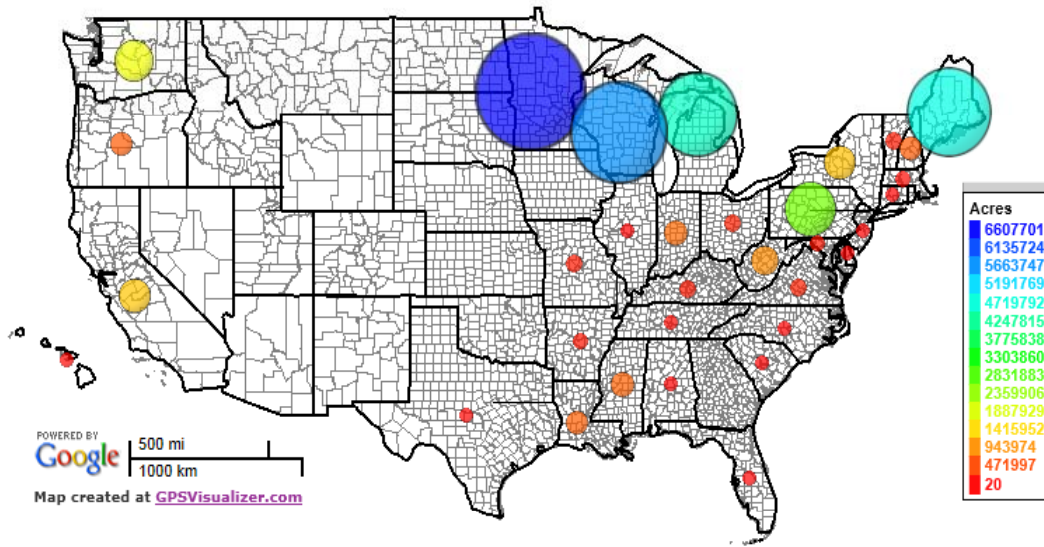 Acres
6607701
6135724
5663747
5191769
4719792
4247815
3775838
3303860
2831883
2359906
1887929
1415952
943974
471997
20
POWERED BY
Google
500 mi
1000 km
Map created at GPSVisualizer.com